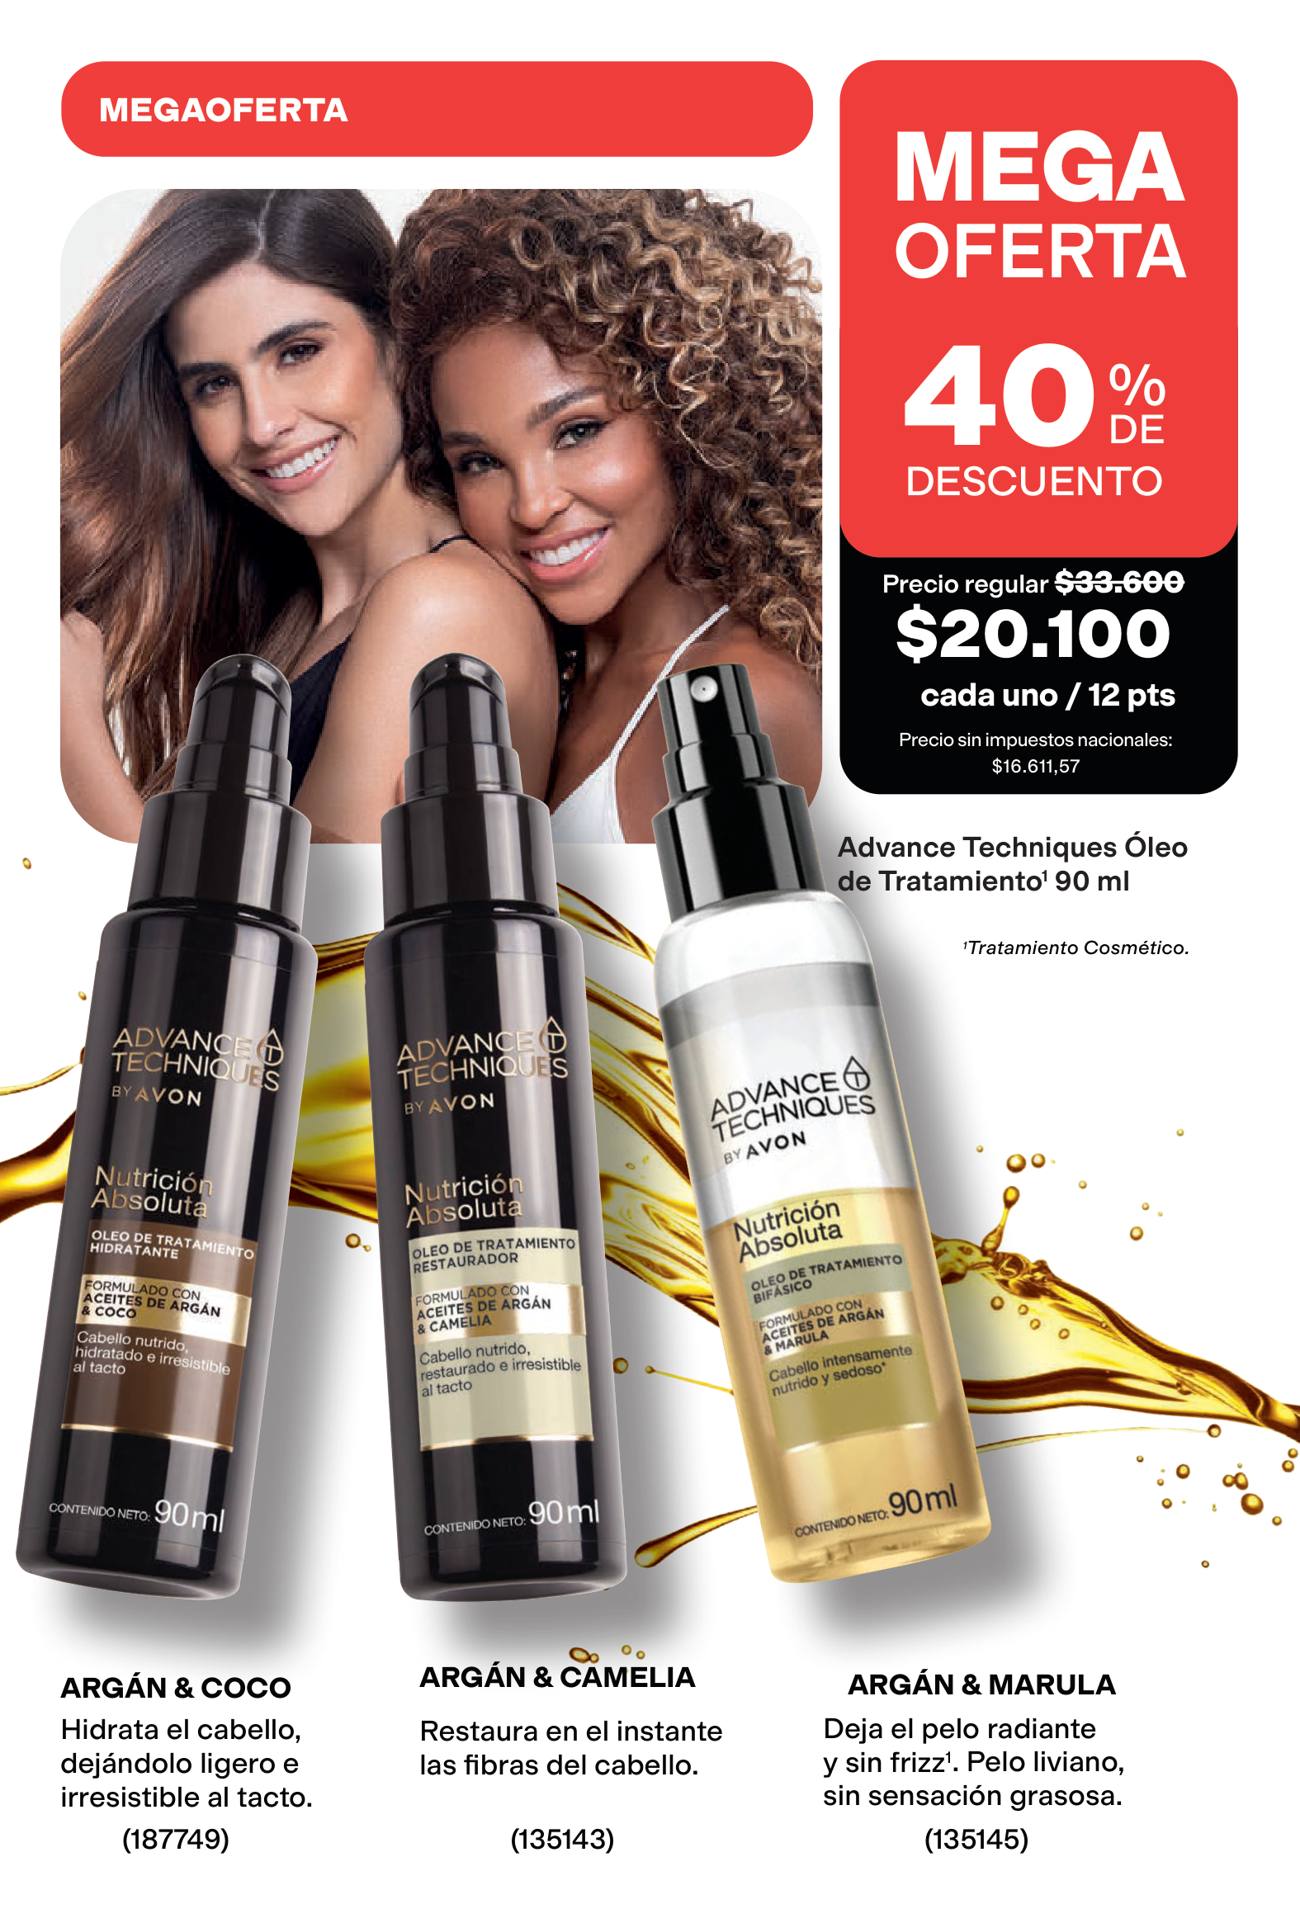 MEGAOFERTA
MEGA
OFERTA
40 %
DE
DESCUENTO
Precio regular $33.600
$20.100
cada uno / 12 pts
Precio sin impuestos nacionales:
$16.611,57
Advance Techniques Óleo
de Tratamiento¹ 90 ml
¹Tratamiento Cosmético.
ADVANCE
TECHNIQUES
BY AVON
Nutrición
Absoluta
OLEO DE TRATAMIENTO
HIDRATANTE
FORMULADO CON
ACEITES DE ARGÁN
& COCO
Cabello nutrido,
hidratado e irresistible
al tacto
CONTENIDO NETO: 90ml
ADVANCE
TECHNIQUES
BY AVON
Nutrición
Absoluta
OLEO DE TRATAMIENTO
RESTAURADOR
FORMULADO CON
ACEITES DE ARGÁN
& CAMELIA
Cabello nutrido,
restaurado e irresistible
al tacto
CONTENIDO NETO: 90ml
ADVANCE
TECHNIQUES
BY AVON
Nutrición
Absoluta
OLEO DE TRATAMIENTO
BIFÁSICO
FORMULADO CON
ACEITES DE ARGÁN
& MARULA
Cabello intensamente
nutrido y sedoso*
CONTENIDO NETO: 90ml
ARGÁN & COCO
Hidrata el cabello,
dejándolo ligero e
irresistible al tacto.
(187749)
ARGÁN & CAMELIA
Restaura en el instante
las fibras del cabello.
(135143)
ARGÁN & MARULA
Deja el pelo radiante
y sin frizz¹. Pelo liviano,
sin sensación grasosa.
(135145)